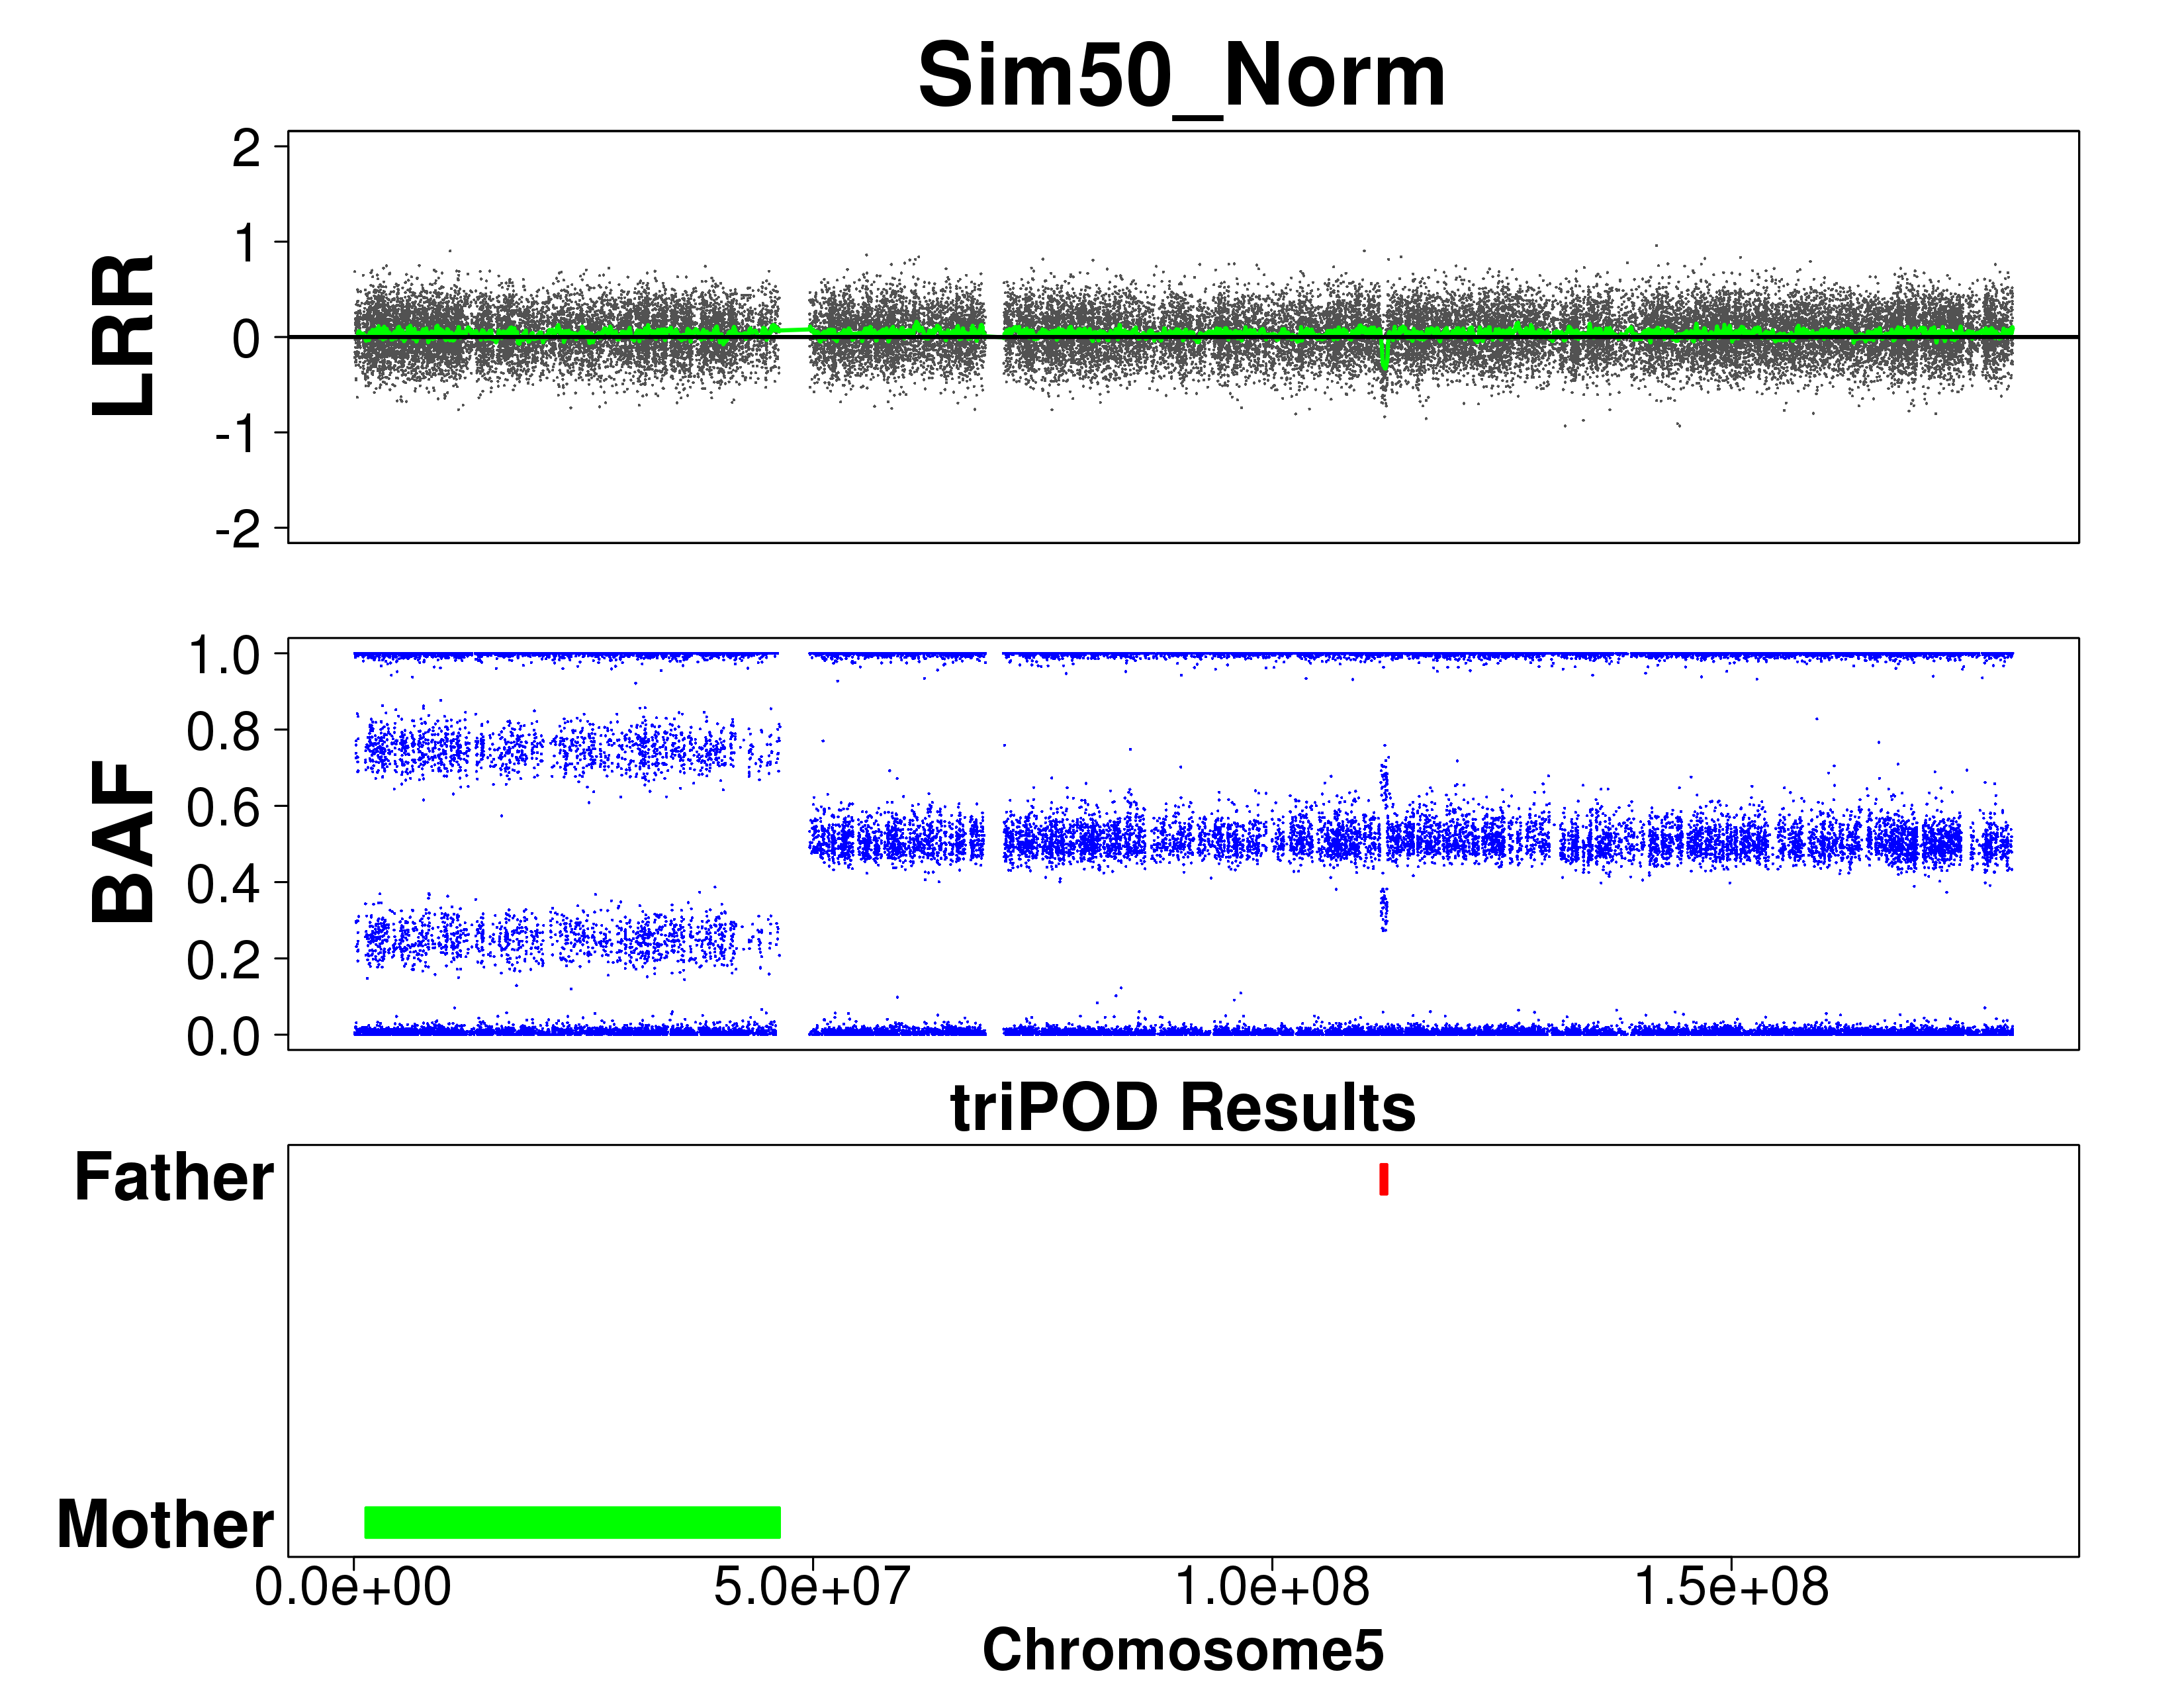 Sim50_Norm
LRR
2
1
0
-1
-2
BAF
1.0
0.8
0.6
0.4
0.2
0.0
triPOD Results
Father
Mother
0.0e+00 5.0e+07 1.0e+08 1.5e+08
Chromosome5